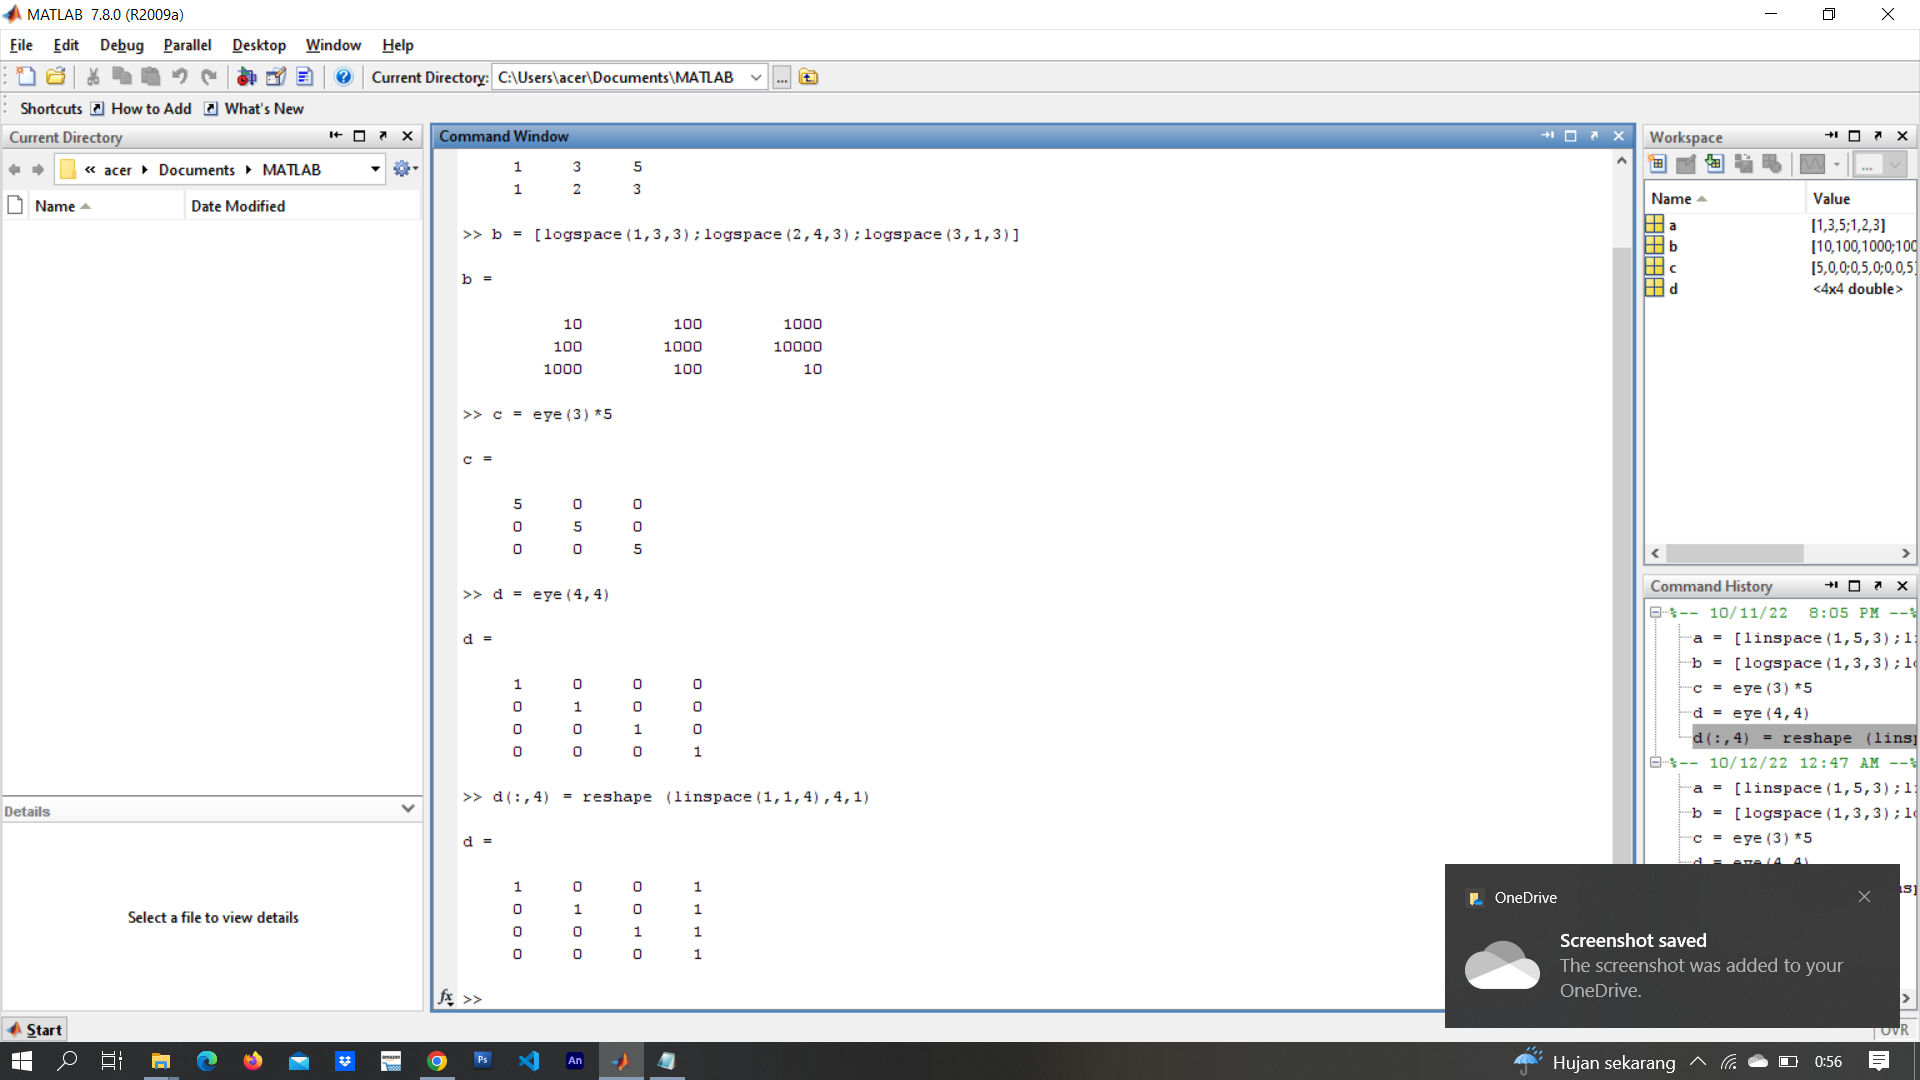 MATLAB 7.8.0 (R2009a)
File Edit Debug Parallel Desktop Window Help
Current Directory: C:\Users\acer\Documents\MATLAB ...
Shortcuts How to Add What's New
Current Directory
« acer Documents MATLAB
Name Date Modified
Details
Select a file to view details
Command Window
1 3 5
1 2 3
>> b = [logspace(1,3,3);logspace(2,4,3);logspace(3,1,3)]
b =
10 100 1000
100 1000 10000
1000 100 10
>> c = eye(3)*5
c =
5 0 0
0 5 0
0 0 5
>> d = eye(4,4)
d =
1 0 0 0
0 1 0 0
0 0 1 0
0 0 0 1
>> d(:,4) = reshape (linspace(1,1,4),4,1)
d =
1 0 0 1
0 1 0 1
0 0 1 1
0 0 0 1
fx >>
Workspace
...
Name Value
a [1,3,5;1,2,3]
b [10,100,1000;100
c [5,0,0;0,5,0;0,0,5]
d <4x4 double>
Command History
%-- 10/11/22 8:05 PM --%
a = [linspace(1,5,3);l
b = [logspace(1,3,3);l
c = eye(3)*5
d = eye(4,4)
d(:,4) = reshape (lins
%-- 10/12/22 12:47 AM --%
a = [linspace(1,5,3);l
b = [logspace(1,3,3);l
c = eye(3)*5
d = eye(4,4)
OneDrive
Screenshot saved
The screenshot was added to your
OneDrive.
Start
OVR
amazon Ps An
Hujan sekarang 0:56